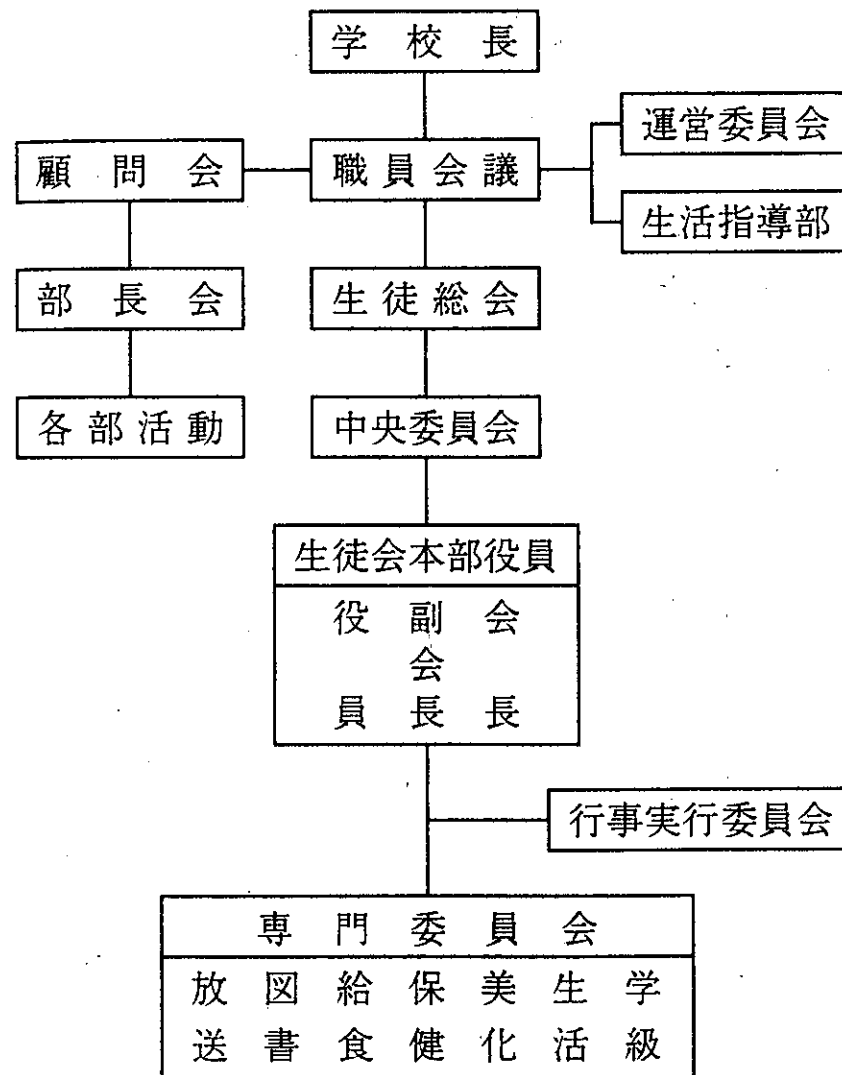 学校長
運営委員会
顧問会
職員会議
生活指導部
部長会
生徒総会
各部活動
中央委員会
生徒会本部役員
会長
副会長
役員
行事実行委員会
専門委員会
学級
生活
美化
保健
給食
図書
放送